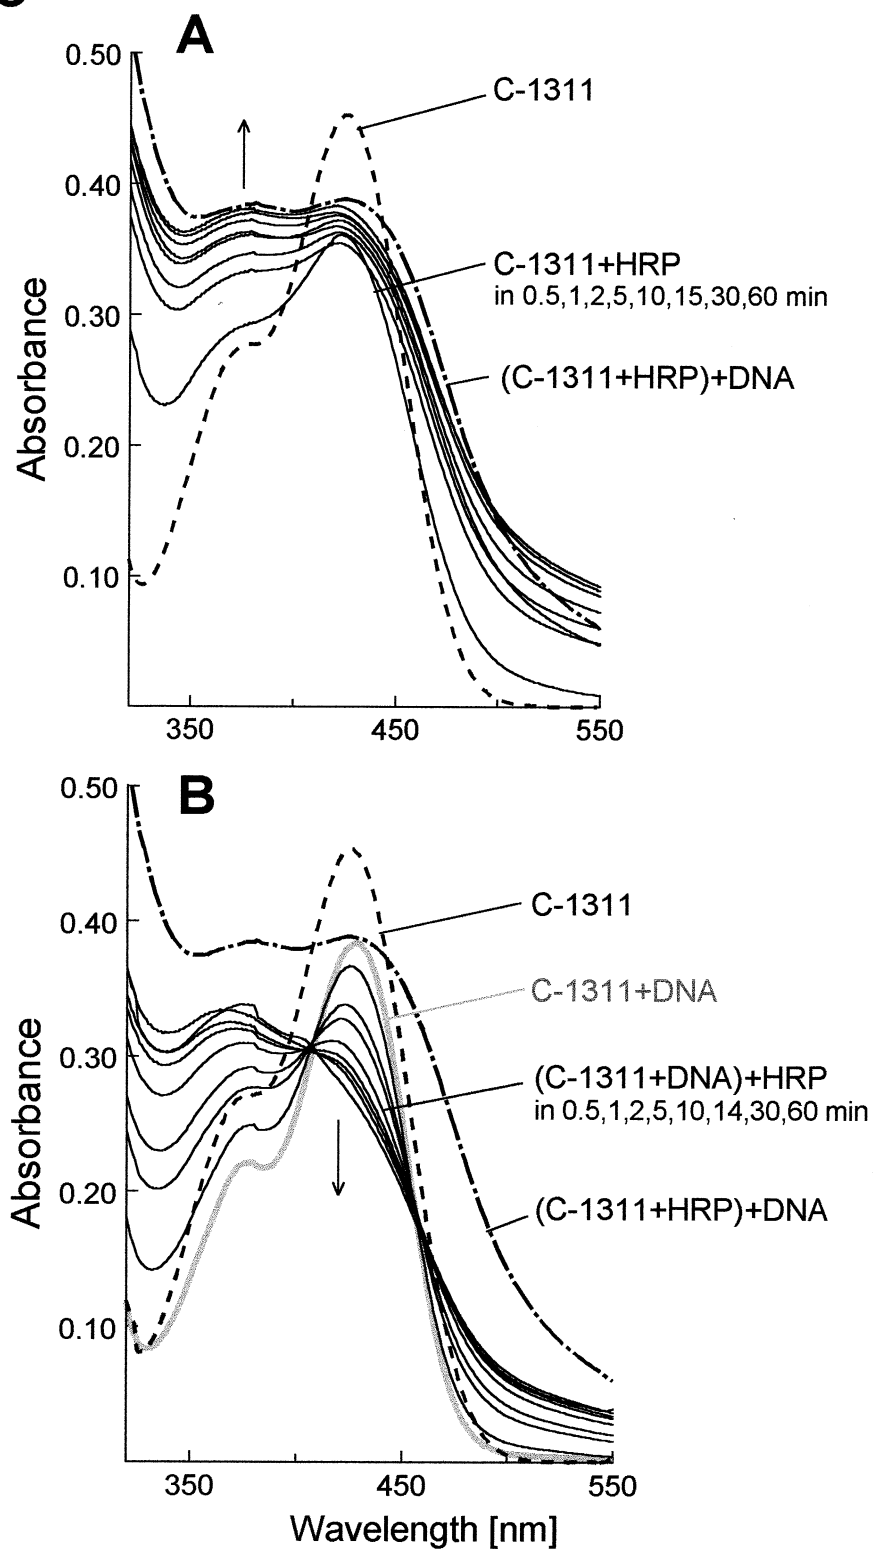 A
0.50
C-1311
0.40
C-1311+HRP
in 0.5,1,2,5,10,15,30,60 min
0.30
(C-1311+HRP)+DNA
0.20
0.10
Absorbance
350 450 550
B
0.50
C-1311
0.40
C-1311+DNA
0.30
(C-1311+DNA)+HRP
in 0.5,1,2,5,10,14,30,60 min
0.20
(C-1311+HRP)+DNA
0.10
Absorbance
350 450 550
Wavelength [nm]